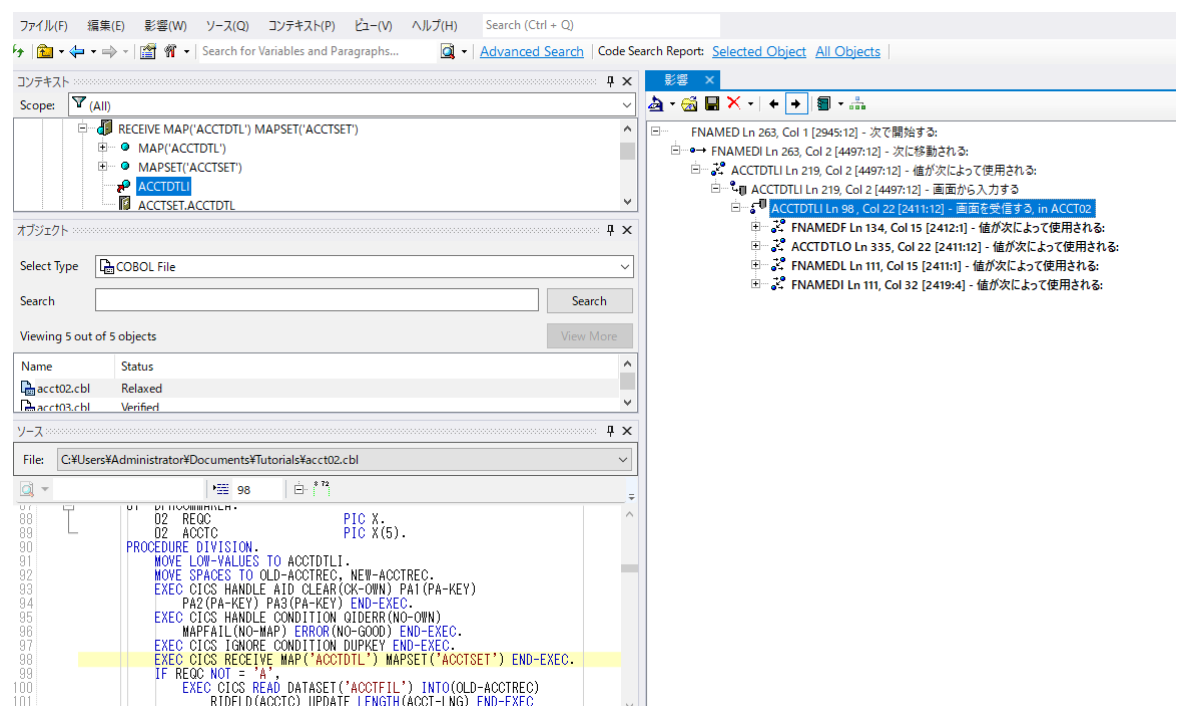 ファイル(F) 編集(E) 影響(W) ソース(Q) コンテキスト(P) ビュー(V) ヘルプ(H) Search (Ctrl + Q)
Search for Variables and Paragraphs... Advanced Search Code Search Report: Selected Object All Objects
コンテキスト
Scope: (All)
RECEIVE MAP('ACCTDTL') MAPSET('ACCTSET')
MAP('ACCTDTL')
MAPSET('ACCTSET')
ACCTDTLI
ACCTSET.ACCTDTL
オブジェクト
Select Type COBOL File
Search Search
Viewing 5 out of 5 objects View More
Name Status
acct02.cbl Relaxed
acct03.cbl Verified
ソース
File: C:¥Users¥Administrator¥Documents¥Tutorials¥acct02.cbl
98
87 01 DFHCOMMAREA.
88 02 REQC PIC X.
89 02 ACCTC PIC X(5).
90 PROCEDURE DIVISION.
91 MOVE LOW-VALUES TO ACCTDTLI.
92 MOVE SPACES TO OLD-ACCTREC, NEW-ACCTREC.
93 EXEC CICS HANDLE AID CLEAR(CK-OWN) PA1(PA-KEY)
94 PA2(PA-KEY) PA3(PA-KEY) END-EXEC.
95 EXEC CICS HANDLE CONDITION QIDERR(NO-OWN)
96 MAPFAIL(NO-MAP) ERROR(NO-GOOD) END-EXEC.
97 EXEC CICS IGNORE CONDITION DUPKEY END-EXEC.
98 EXEC CICS RECEIVE MAP('ACCTDTL') MAPSET('ACCTSET') END-EXEC.
99 IF REQC NOT = 'A',
100 EXEC CICS READ DATASET('ACCTFIL') INTO(OLD-ACCTREC)
101 RIDFLD(ACCTC) UPDATE LENGTH(ACCT-LNG) END-EXEC
影響
FNAMED Ln 263, Col 1 [2945:12] - 次で開始する:
FNAMEDI Ln 263, Col 2 [4497:12] - 次に移動される:
ACCTDTLI Ln 219, Col 2 [4497:12] - 値が次によって使用される:
ACCTDTLI Ln 219, Col 2 [4497:12] - 画面から入力する
ACCTDTLI Ln 98 , Col 22 [2411:12] - 画面を受信する, in ACCT02
FNAMEDF Ln 134, Col 15 [2412:1] - 値が次によって使用される:
ACCTDTLO Ln 335, Col 22 [2411:12] - 値が次によって使用される:
FNAMEDL Ln 111, Col 15 [2411:1] - 値が次によって使用される:
FNAMEDI Ln 111, Col 32 [2419:4] - 値が次によって使用される: